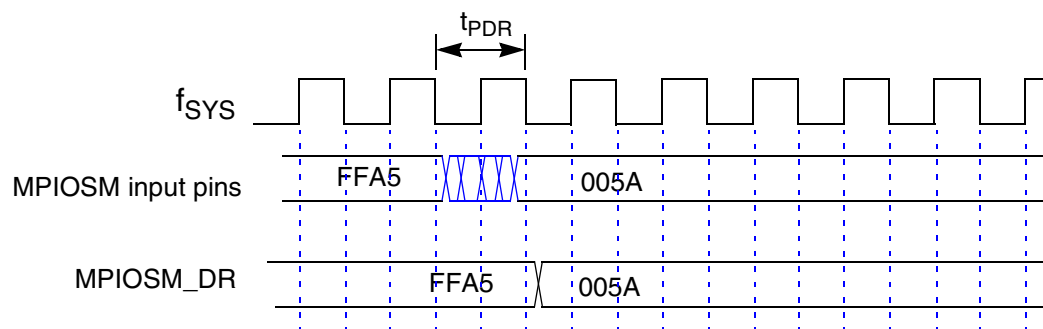 tPDR
fSYS
MPIOSM input pins FFA5 005A
MPIOSM_DR FFA5 005A